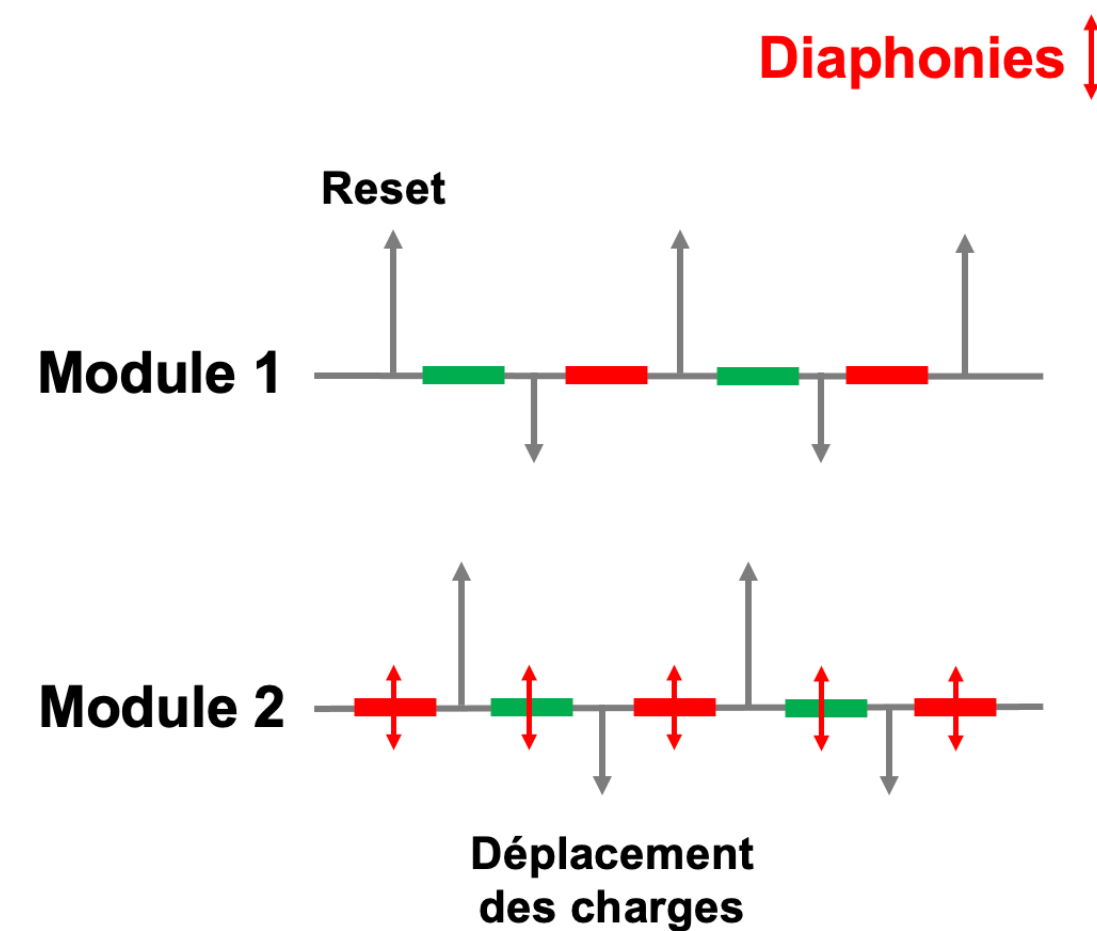 Diaphonies
Reset
Module 1
Module 2
Déplacement
des charges